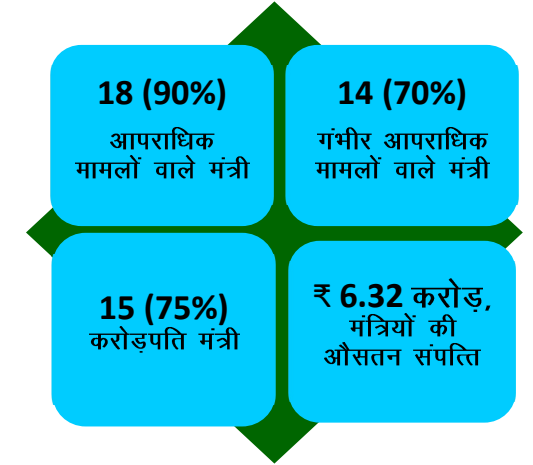 18 (90%)
आपराधिक
मामलों वाले मंत्री
14 (70%)
गंभीर आपराधिक
मामलों वाले मंत्री
15 (75%)
करोड़पति मंत्री
₹ 6.32 करोड़,
मंत्रियों की
औसतन संपत्ति